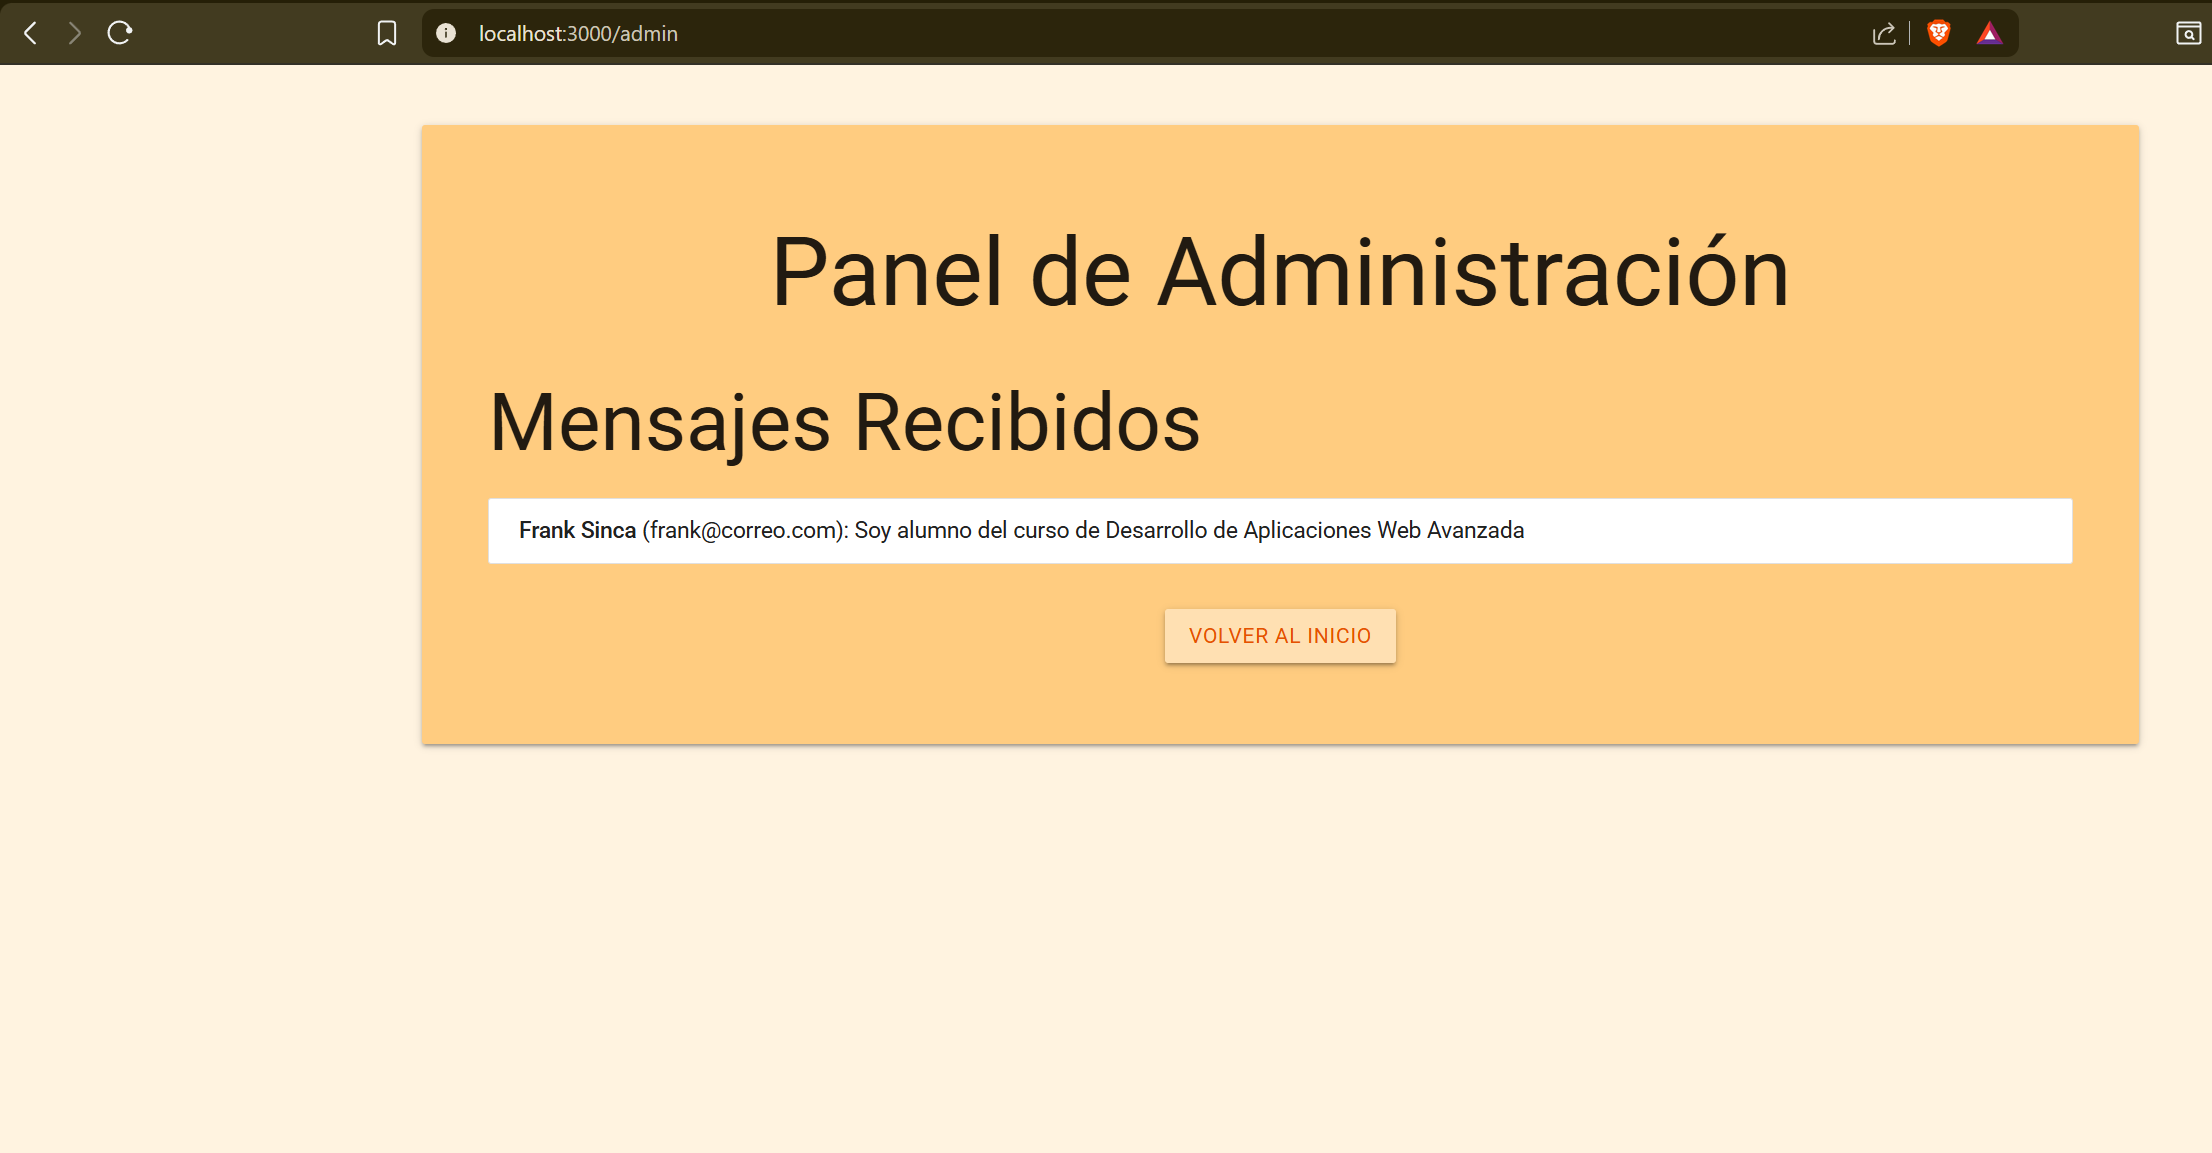 localhost:3000/admin
Panel de Administración
Mensajes Recibidos
Frank Sinca (frank@correo.com): Soy alumno del curso de Desarrollo de Aplicaciones Web Avanzada
VOLVER AL INICIO